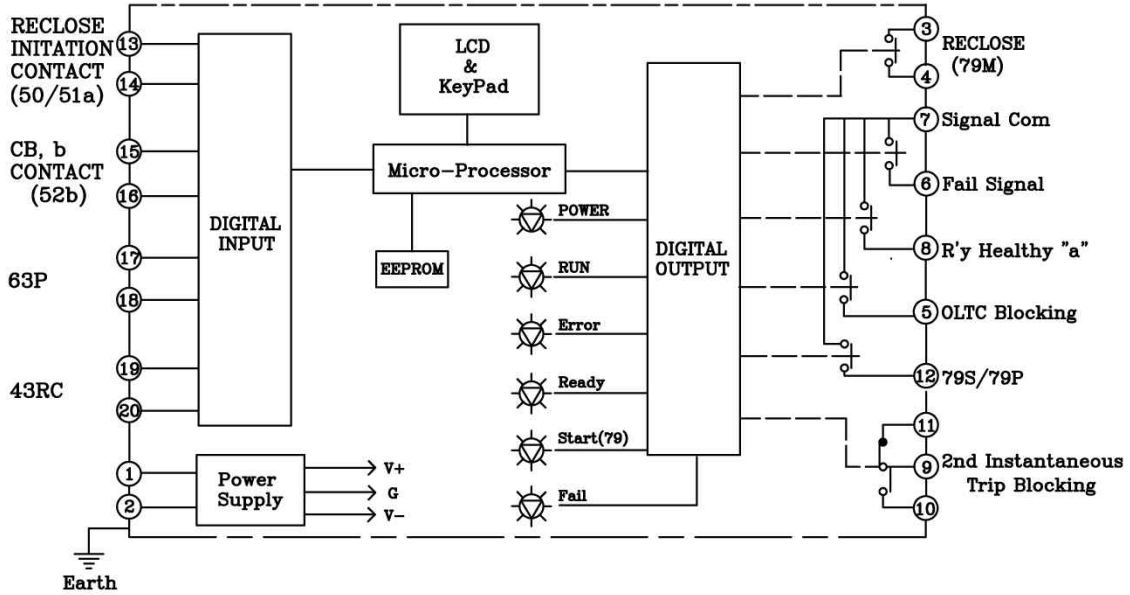 RECLOSE
INITATION
CONTACT
(50/51a)
13
14
CB, b
CONTACT
(52b)
15
16
63P
17
18
43RC
19
20
1
2
Earth
DIGITAL
INPUT
Power
Supply
V+
G
V-
LCD
&
KeyPad
Micro-Processor
EEPROM
POWER
RUN
Error
Ready
Start(79)
Fail
DIGITAL
OUTPUT
3
RECLOSE
(79M)
4
7 Signal Com
6 Fail Signal
8 R'y Healthy "a"
5 OLTC Blocking
12 79S/79P
11
9 2nd Instantaneous
Trip Blocking
10